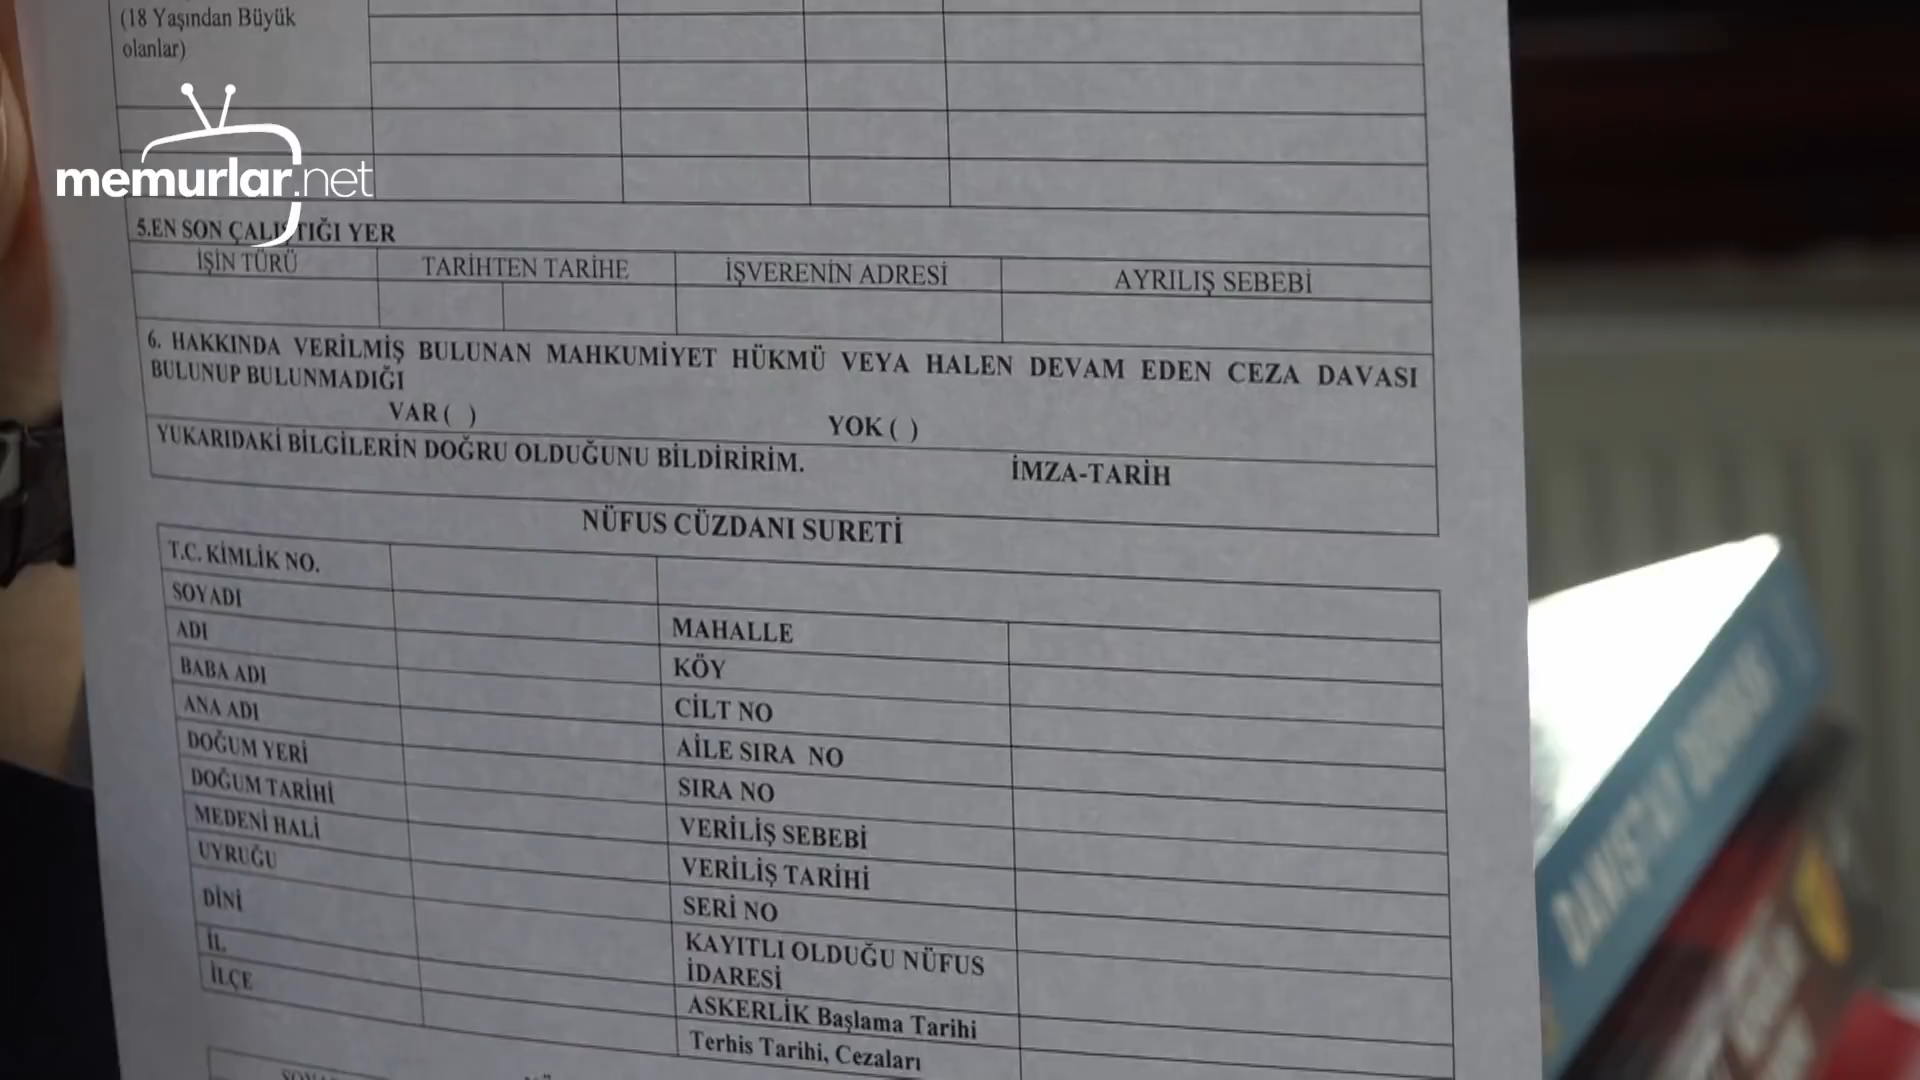 (18 Yaşından Büyük
olanlar)
memurlar.net
5.EN SON ÇALIŞTIĞI YER
İŞİN TÜRÜ TARİHTEN TARİHE İŞVERENİN ADRESİ AYRILIŞ SEBEBİ
6. HAKKINDA VERİLMİŞ BULUNAN MAHKUMİYET HÜKMÜ VEYA HALEN DEVAM EDEN CEZA DAVASI
BULUNUP BULUNMADIĞI
VAR ( ) YOK ( )
YUKARIDAKİ BİLGİLERİN DOĞRU OLDUĞUNU BİLDİRİRİM. İMZA-TARİH
NÜFUS CÜZDANI SURETİ
T.C. KİMLİK NO.
SOYADI MAHALLE
ADI KÖY
BABA ADI CİLT NO
ANA ADI AİLE SIRA NO
DOĞUM YERİ SIRA NO
DOĞUM TARİHİ VERİLİŞ SEBEBİ
MEDENİ HALİ VERİLİŞ TARİHİ
UYRUĞU SERİ NO
DİNİ KAYITLI OLDUĞU NÜFUS
İDARESİ
İL ASKERLİK Başlama Tarihi
İLÇE Terhis Tarihi, Cezaları
DANIŞTAY